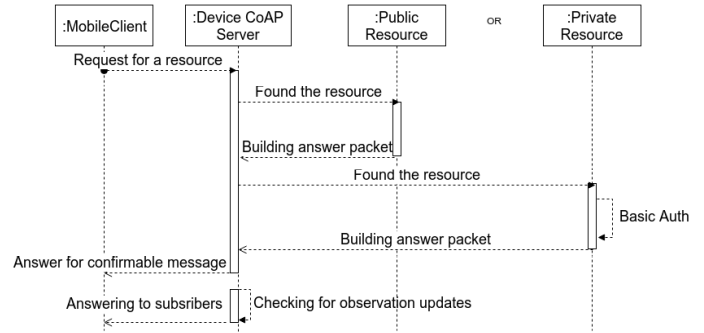 :MobileClient
:Device CoAP
Server
:Public
Resource
OR
:Private
Resource
Request for a resource
Found the resource
Building answer packet
Found the resource
Basic Auth
Building answer packet
Answer for confirmable message
Answering to subsribers
Checking for observation updates